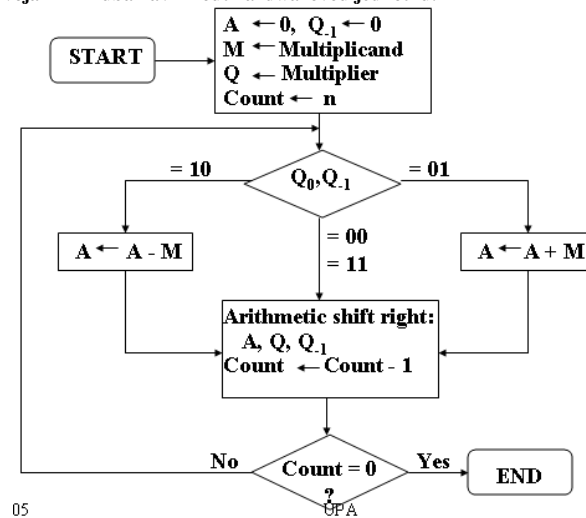 A ← 0, Q-1 ← 0
START
M ← Multiplicand
Q ← Multiplier
Count ← n
= 10
Q0,Q-1
= 01
= 00
= 11
A ← A - M
A ← A + M
Arithmetic shift right:
A, Q, Q-1
Count ← Count - 1
No
Count = 0
Yes
?
END
05